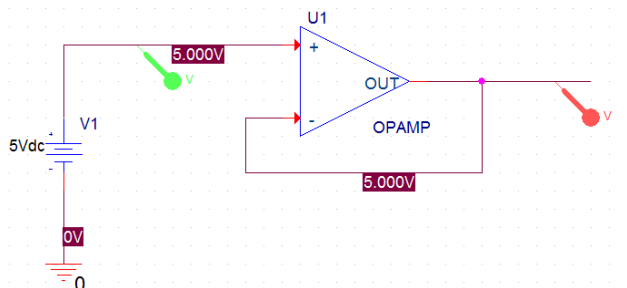 U1
5.000V
+
V
OUT
V1
+
5Vdc
-
-
OPAMP
V
5.000V
0V
0